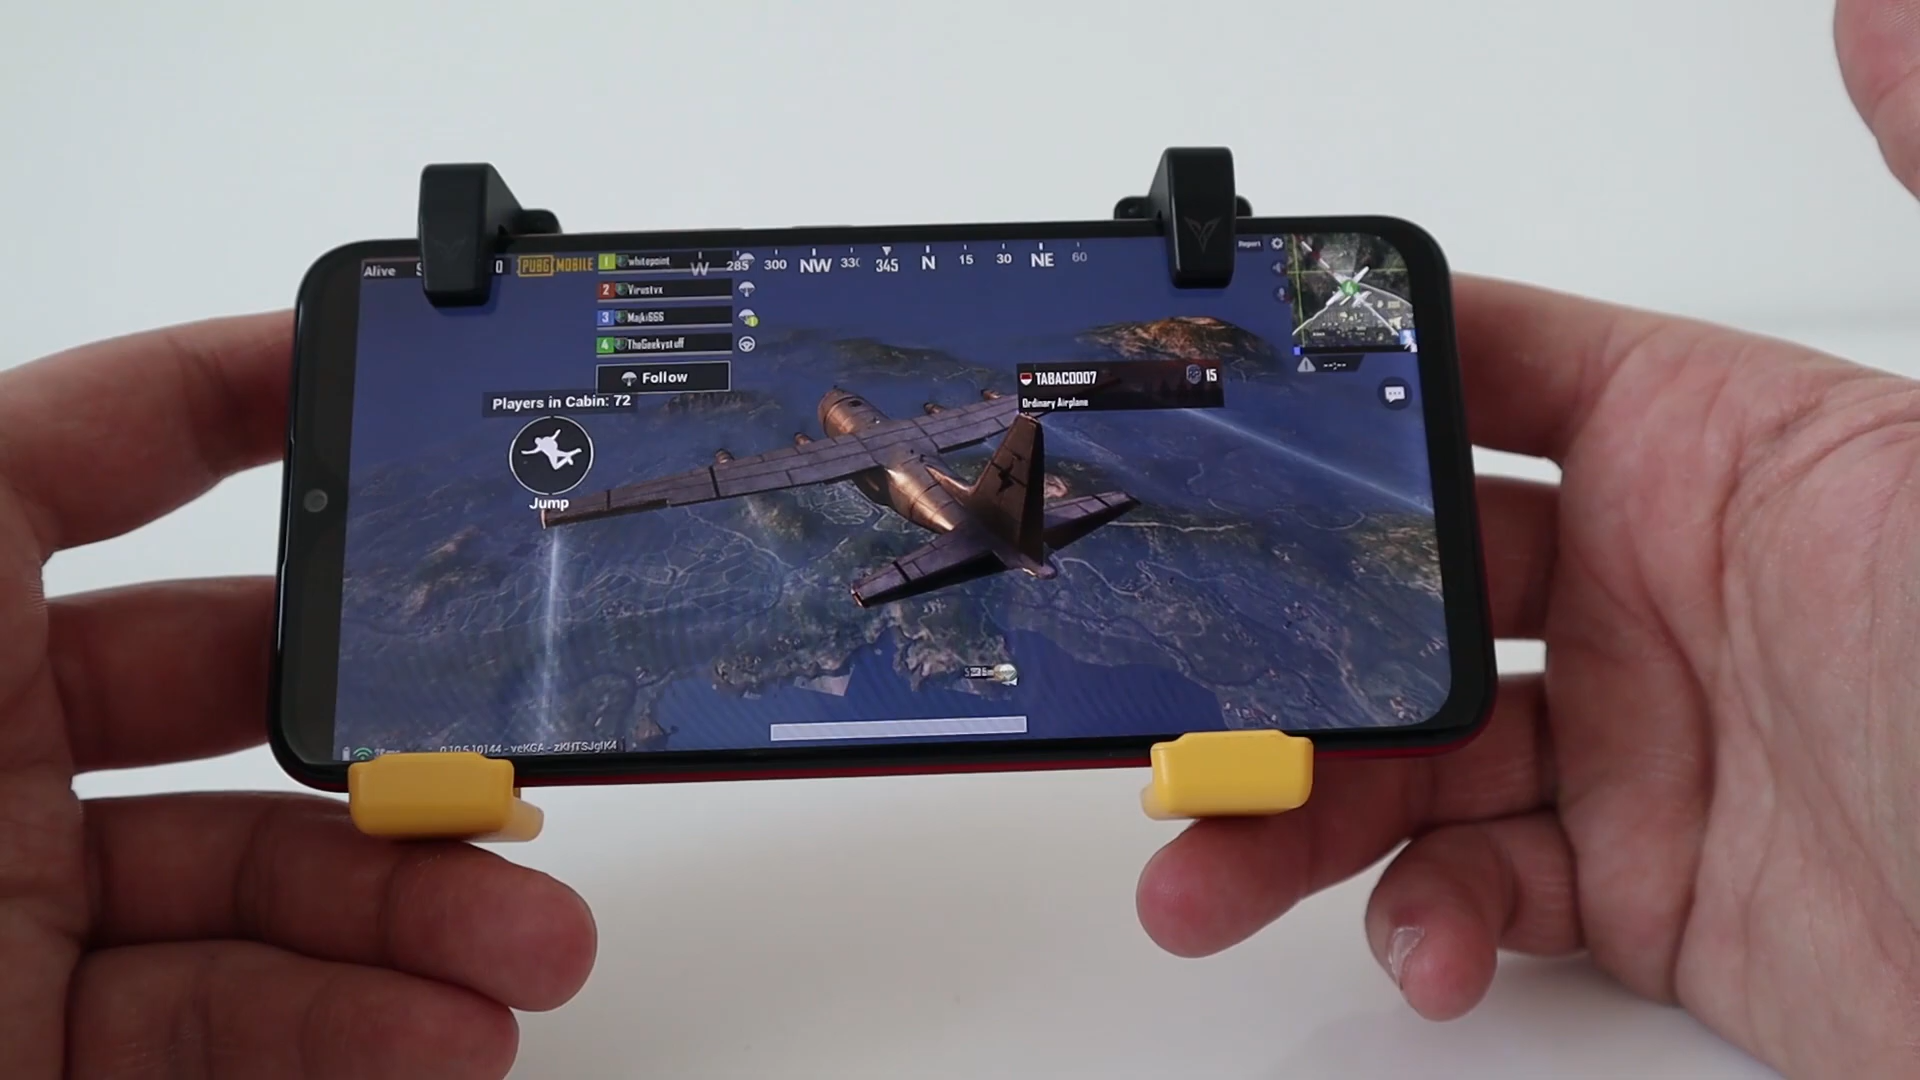 Alive
PUBG MOBILE
W 285 300 NW 330 345 N 15 30 NE 60
Report
1 whitepoint
2 Virustvx
3 Majki666
4 TheGeekystuff
Follow
Players in Cabin: 72
Jump
TABACO007 15
Ordinary Airplane